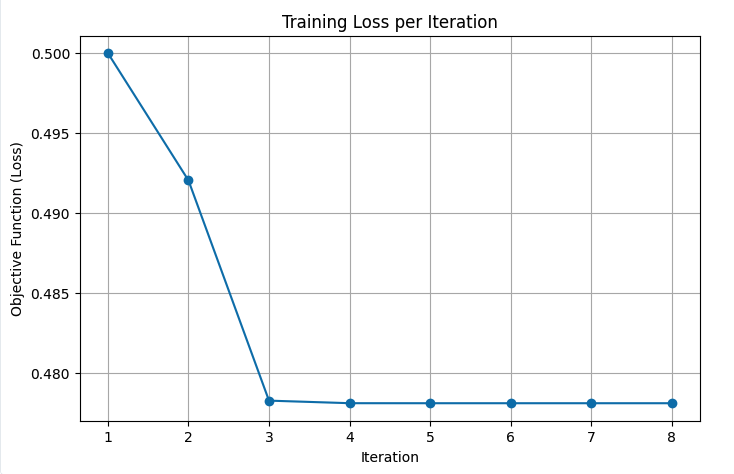 Training Loss per Iteration
Objective Function (Loss)
0.500
0.495
0.490
0.485
0.480
1 2 3 4 5 6 7 8
Iteration